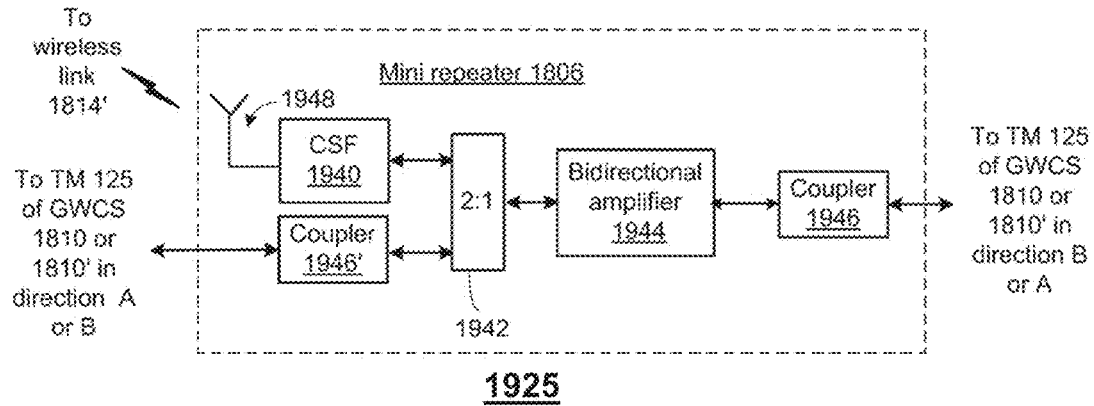 To
wireless
link
1814'
Mini repeater 1806
1948
CSF
1940
2:1
Bidirectional
amplifier
1944
Coupler
1946
Coupler
1946'
1942
To TM 125
of GWCS
1810 or
1810' in
direction A
or B
To TM 125
of GWCS
1810 or
1810' in
direction B
or A
1925